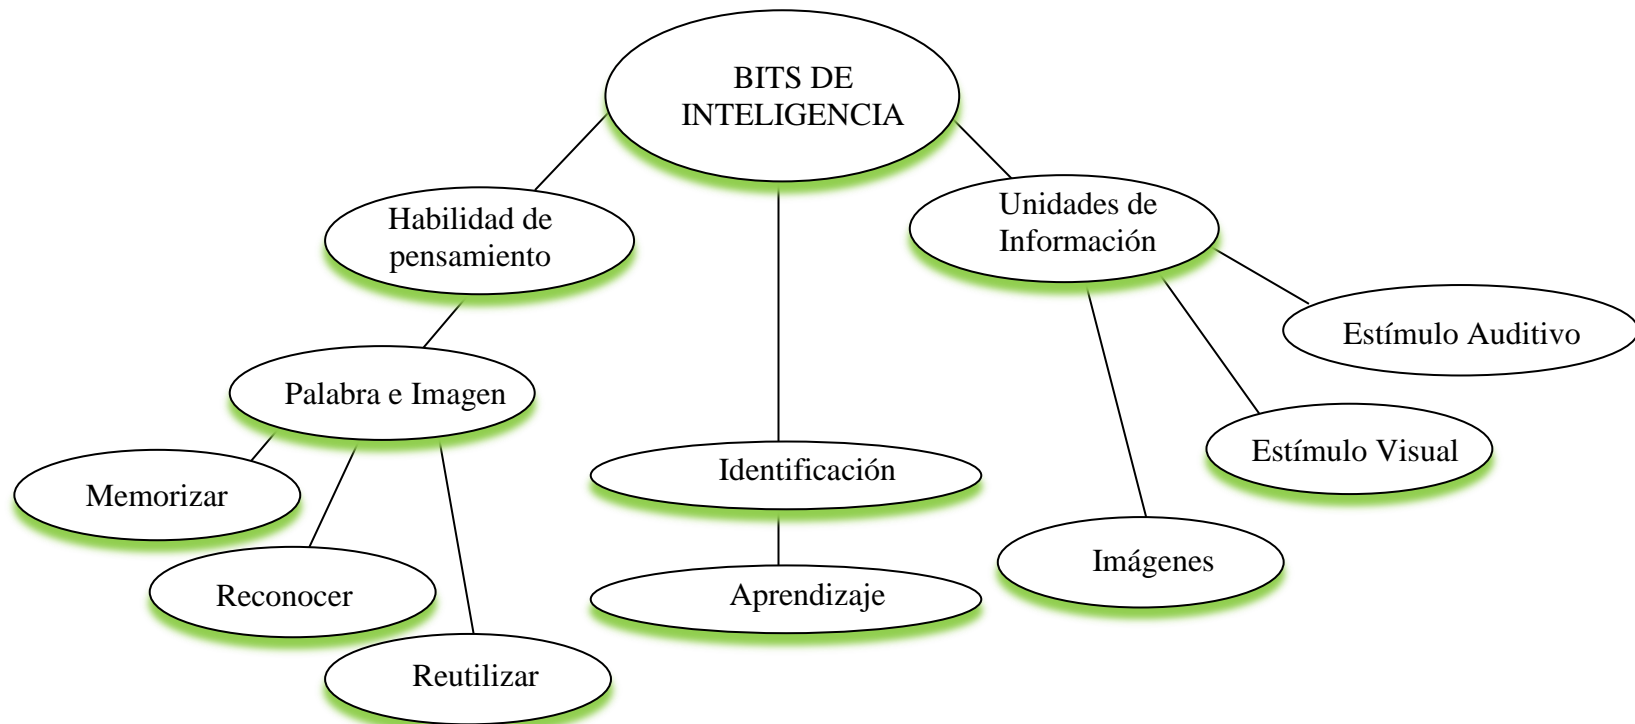 BITS DE
INTELIGENCIA
Habilidad de
pensamiento
Unidades de
Información
Estímulo Auditivo
Palabra e Imagen
Estímulo Visual
Identificación
Memorizar
Imágenes
Reconocer
Aprendizaje
Reutilizar